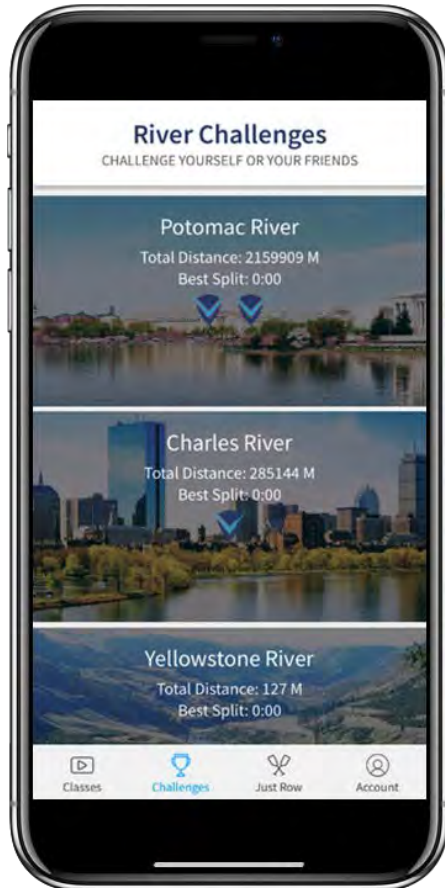 River Challenges
CHALLENGE YOURSELF OR YOUR FRIENDS
Potomac River
Total Distance: 2159909 M
Best Split: 0:00
Charles River
Total Distance: 285144 M
Best Split: 0:00
Yellowstone River
Total Distance: 127 M
Best Split: 0:00
Classes Challenges Just Row Account